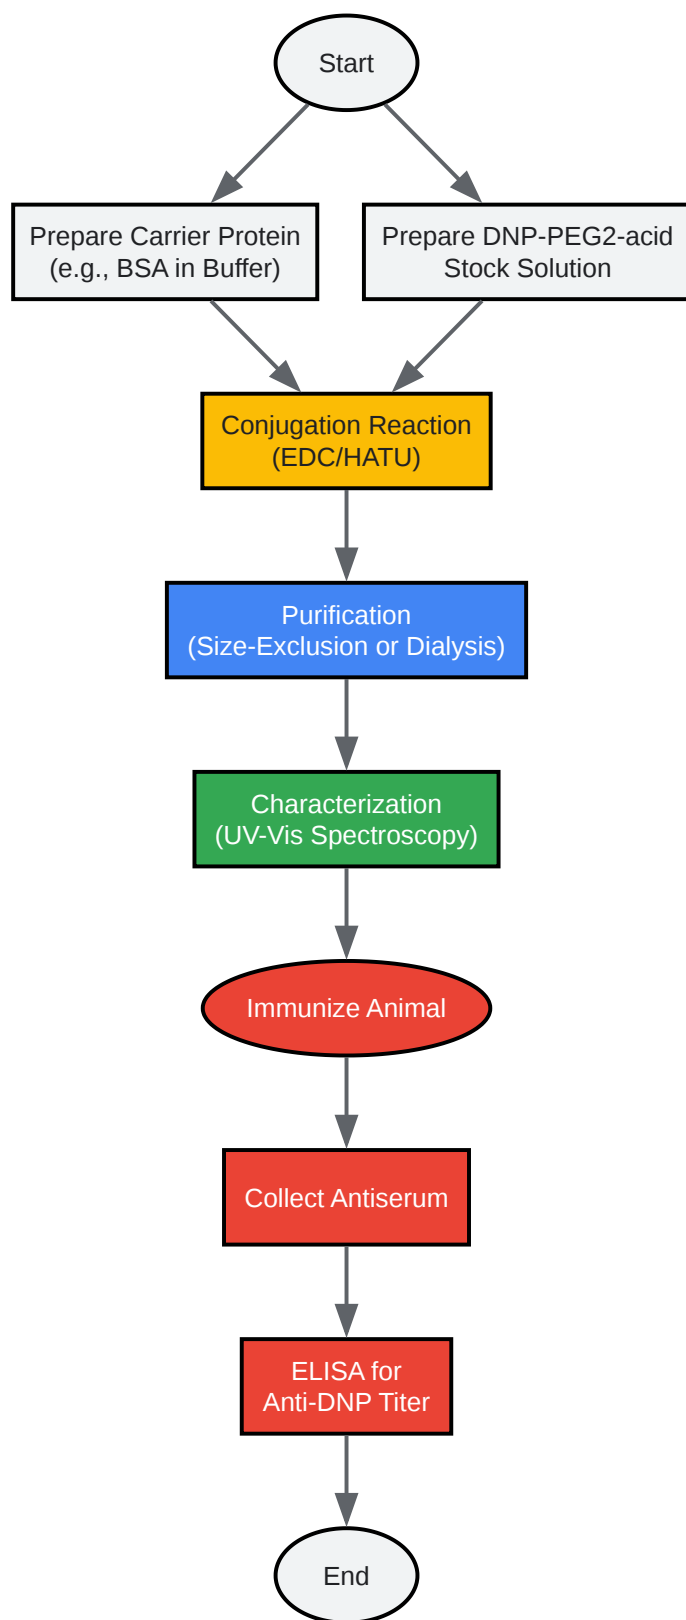 Start
Prepare Carrier Protein
(e.g., BSA in Buffer)
Prepare DNP-PEG2-acid
Stock Solution
Conjugation Reaction
(EDC/HATU)
Purification
(Size-Exclusion or Dialysis)
Characterization
(UV-Vis Spectroscopy)
Immunize Animal
Collect Antiserum
ELISA for
Anti-DNP Titer
End